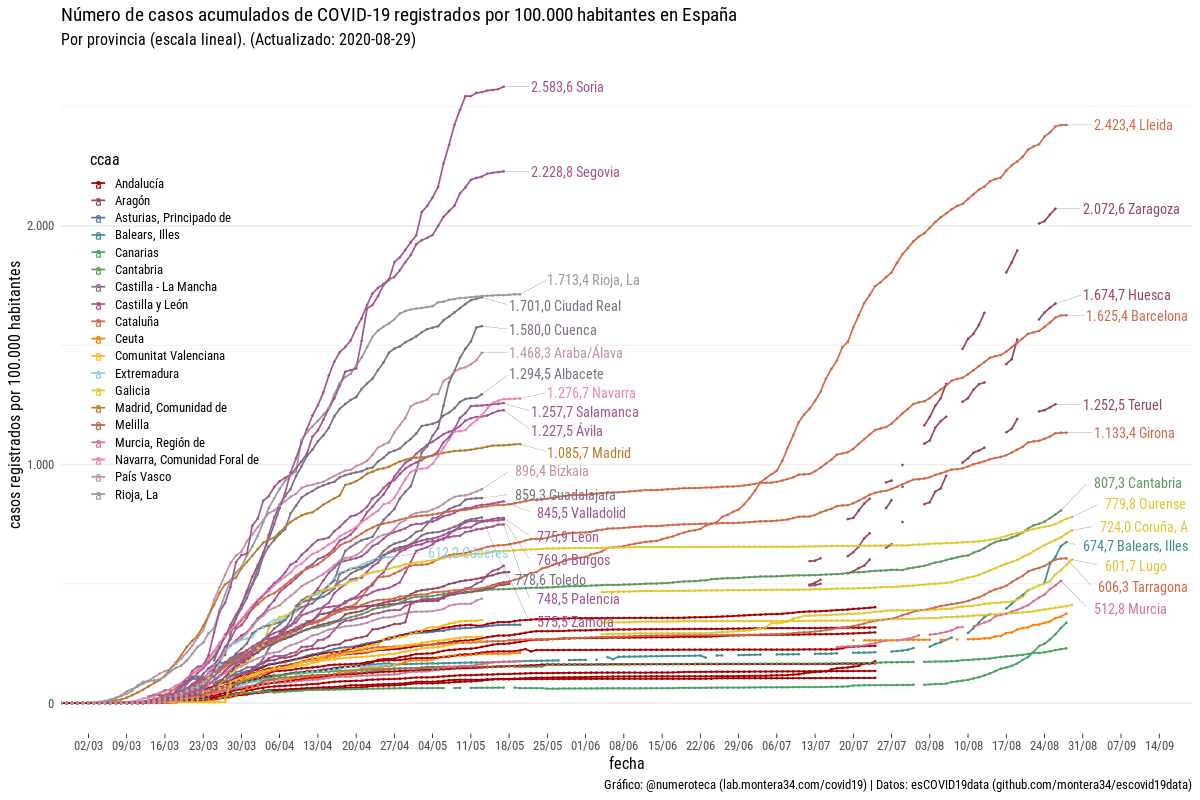 Número de casos acumulados de COVID-19 registrados por 100.000 habitantes en España
Por provincia (escala lineal). (Actualizado: 2020-08-29)
casos registrados por 100.000 habitantes
2.000
1.000
0
ccaa
Andalucía
Aragón
Asturias, Principado de
Balears, Illes
Canarias
Cantabria
Castilla - La Mancha
Castilla y León
Cataluña
Ceuta
Comunitat Valenciana
Extremadura
Galicia
Madrid, Comunidad de
Melilla
Murcia, Región de
Navarra, Comunidad Foral de
País Vasco
Rioja, La
2.583,6 Soria
2.228,8 Segovia
1.713,4 Rioja, La
1.701,0 Ciudad Real
1.580,0 Cuenca
1.468,3 Araba/Álava
1.294,5 Albacete
1.276,7 Navarra
1.257,7 Salamanca
1.227,5 Ávila
1.085,7 Madrid
896,4 Bizkaia
859,3 Guadalajara
845,5 Valladolid
775,9 León
612,2 Cáceres
769,3 Burgos
778,6 Toledo
748,5 Palencia
575,5 Zamora
2.423,4 Lleida
2.072,6 Zaragoza
1.674,7 Huesca
1.625,4 Barcelona
1.252,5 Teruel
1.133,4 Girona
807,3 Cantabria
779,8 Ourense
724,0 Coruña, A
674,7 Balears, Illes
601,7 Lugo
606,3 Tarragona
512,8 Murcia
02/03 09/03 16/03 23/03 30/03 06/04 13/04 20/04 27/04 04/05 11/05 18/05 25/05 01/06 08/06 15/06 22/06 29/06 06/07 13/07 20/07 27/07 03/08 10/08 17/08 24/08 31/08 07/09 14/09
fecha
Gráfico: @numeroteca (lab.montera34.com/covid19) | Datos: esCOVID19data (github.com/montera34/escovid19data)